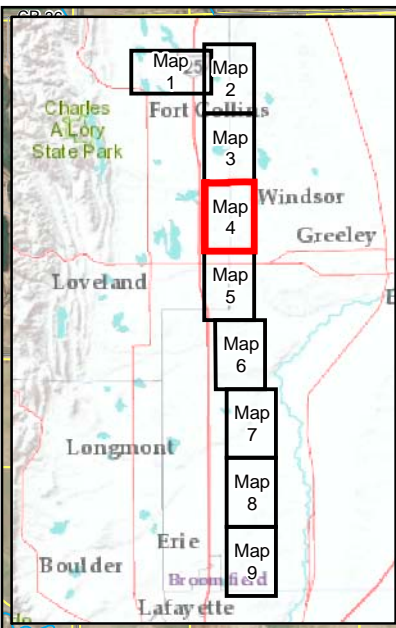 Map
1
25
Map
2
Fort Collins
Charles
A Lory
State Park
Map
3
Windsor
Map
4
Greeley
Loveland
Map
5
Map
6
Map
7
Longmont
Map
8
Erie
Map
9
Boulder
Broomfield
Lafayette